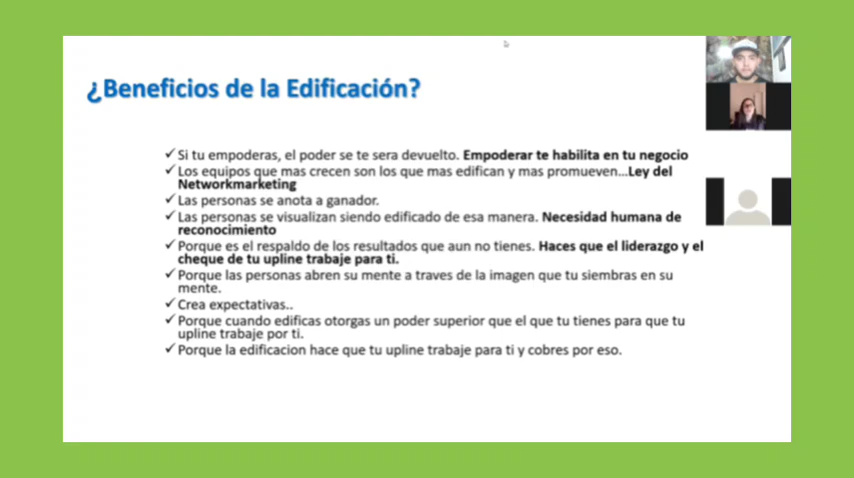 ¿Beneficios de la Edificación?
✓Si tu empoderas, el poder se te sera devuelto. Empoderar te habilita en tu negocio
✓Los equipos que mas crecen son los que mas edifican y mas promueven...Ley del
Networkmarketing
✓Las personas se anota a ganador.
✓Las personas se visualizan siendo edificado de esa manera. Necesidad humana de
reconocimiento
✓Porque es el respaldo de los resultados que aun no tienes. Haces que el liderazgo y el
cheque de tu upline trabaje para ti.
✓Porque las personas abren su mente a traves de la imagen que tu siembras en su
mente.
✓Crea expectativas..
✓Porque cuando edificas otorgas un poder superior que el que tu tienes para que tu
upline trabaje por ti.
✓Porque la edificacion hace que tu upline trabaje para ti y cobres por eso.